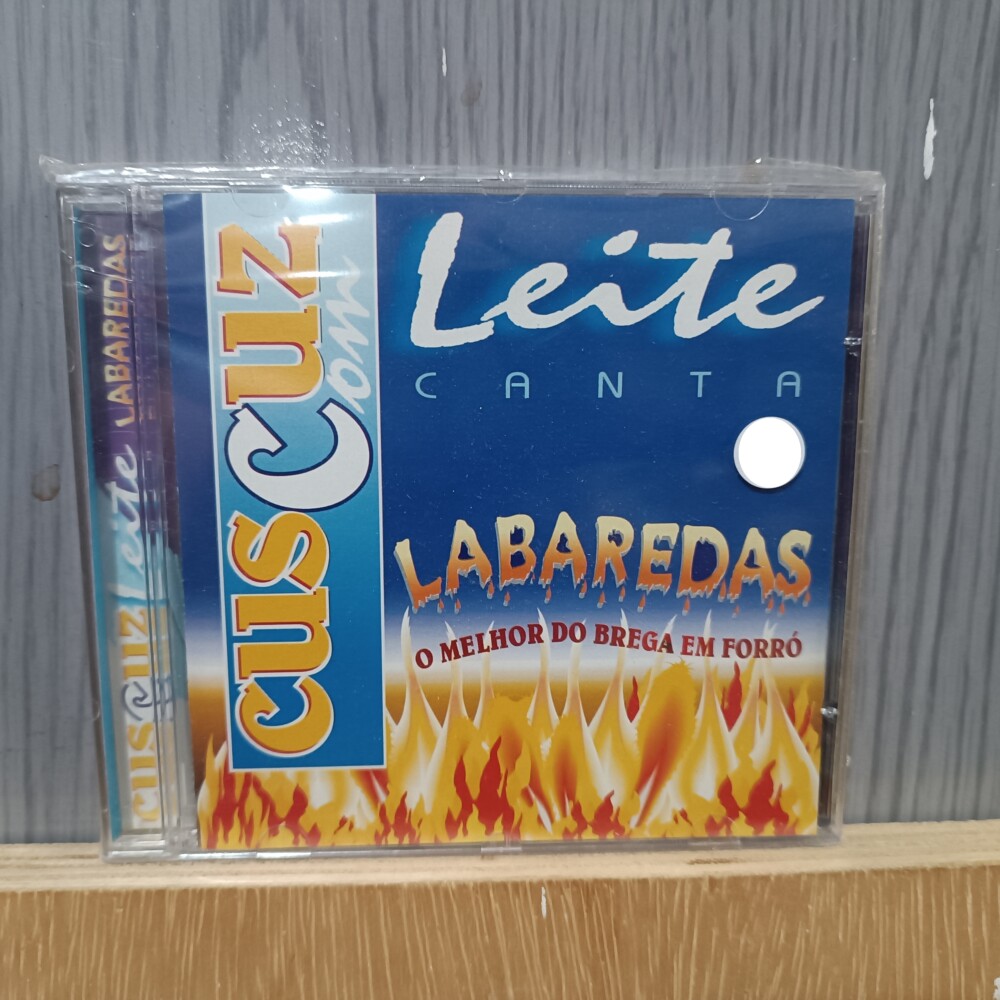 CUSCUZ
com
Leite
CANTA
LABAREDAS
O MELHOR DO BREGA EM FORRÓ
CUSCUZ Leite LABAREDAS